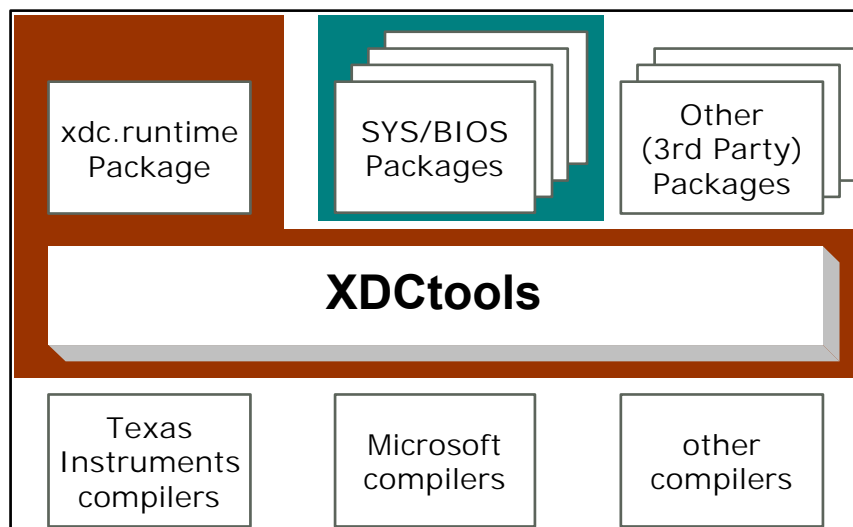 xdc.runtime
Package
SYS/BIOS
Packages
Other
(3rd Party)
Packages
XDCtools
Texas
Instruments
compilers
Microsoft
compilers
other
compilers